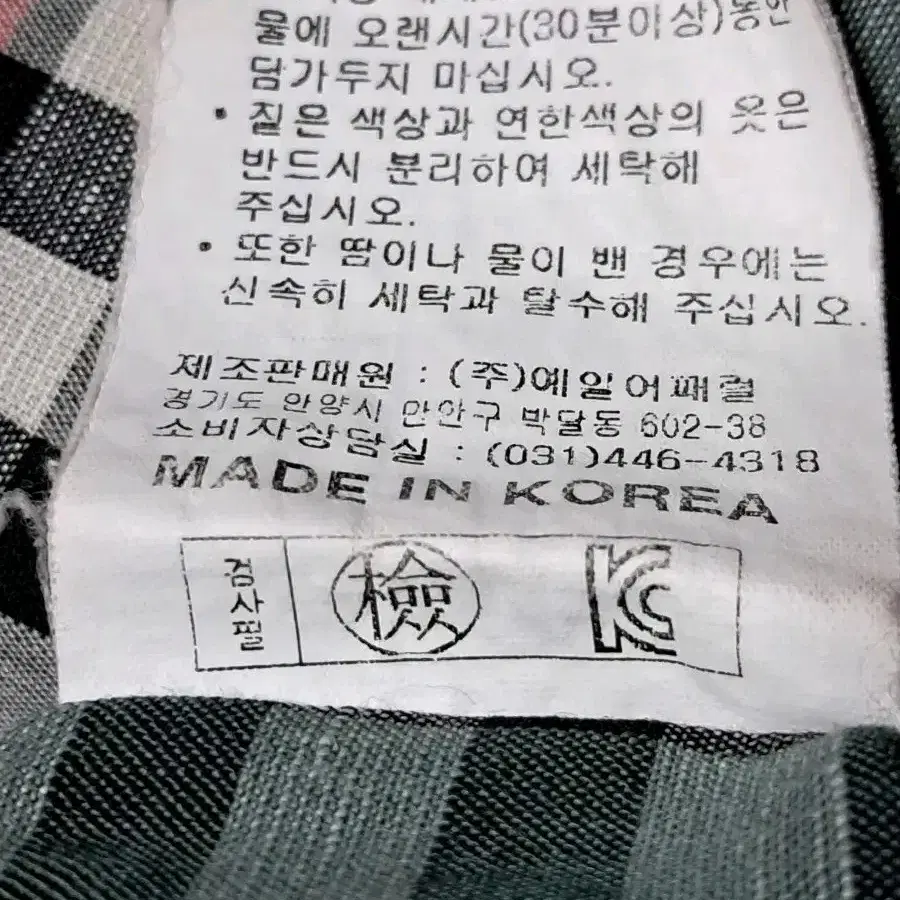 물에 오랜시간(30분이상)동안
담가두지 마십시오.
• 짙은 색상과 연한색상의 옷은
반드시 분리하여 세탁해
주십시오.
• 또한 땀이나 물이 밴 경우에는
신속히 세탁과 탈수해 주십시오.
제조판매원 : (주)예일어패럴
경기도 안양시 만안구 박달동 602-38
소비자상담실 : (031)446-4318
MADE IN KOREA
검사필
檢
KC